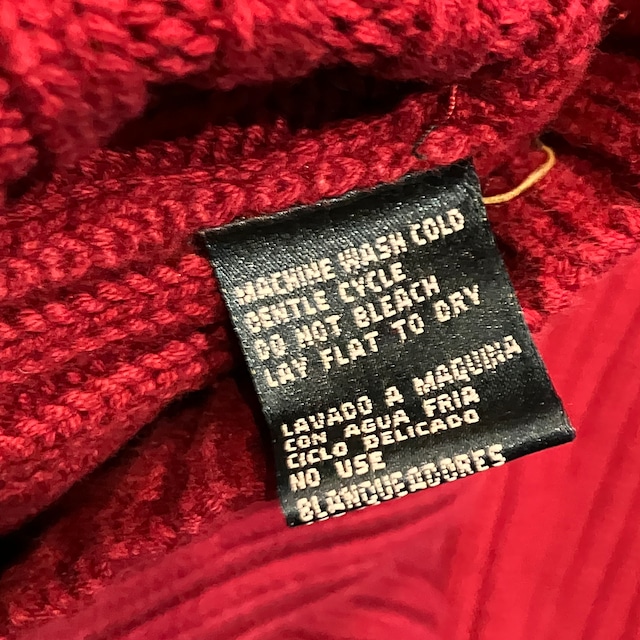 MACHINE WASH COLD
GENTLE CYCLE
DO NOT BLEACH
LAY FLAT TO DRY
LAVADO A MAQUINA
CON AGUA FRIA
CICLO DELICADO
NO USE
BLANQUEADORES